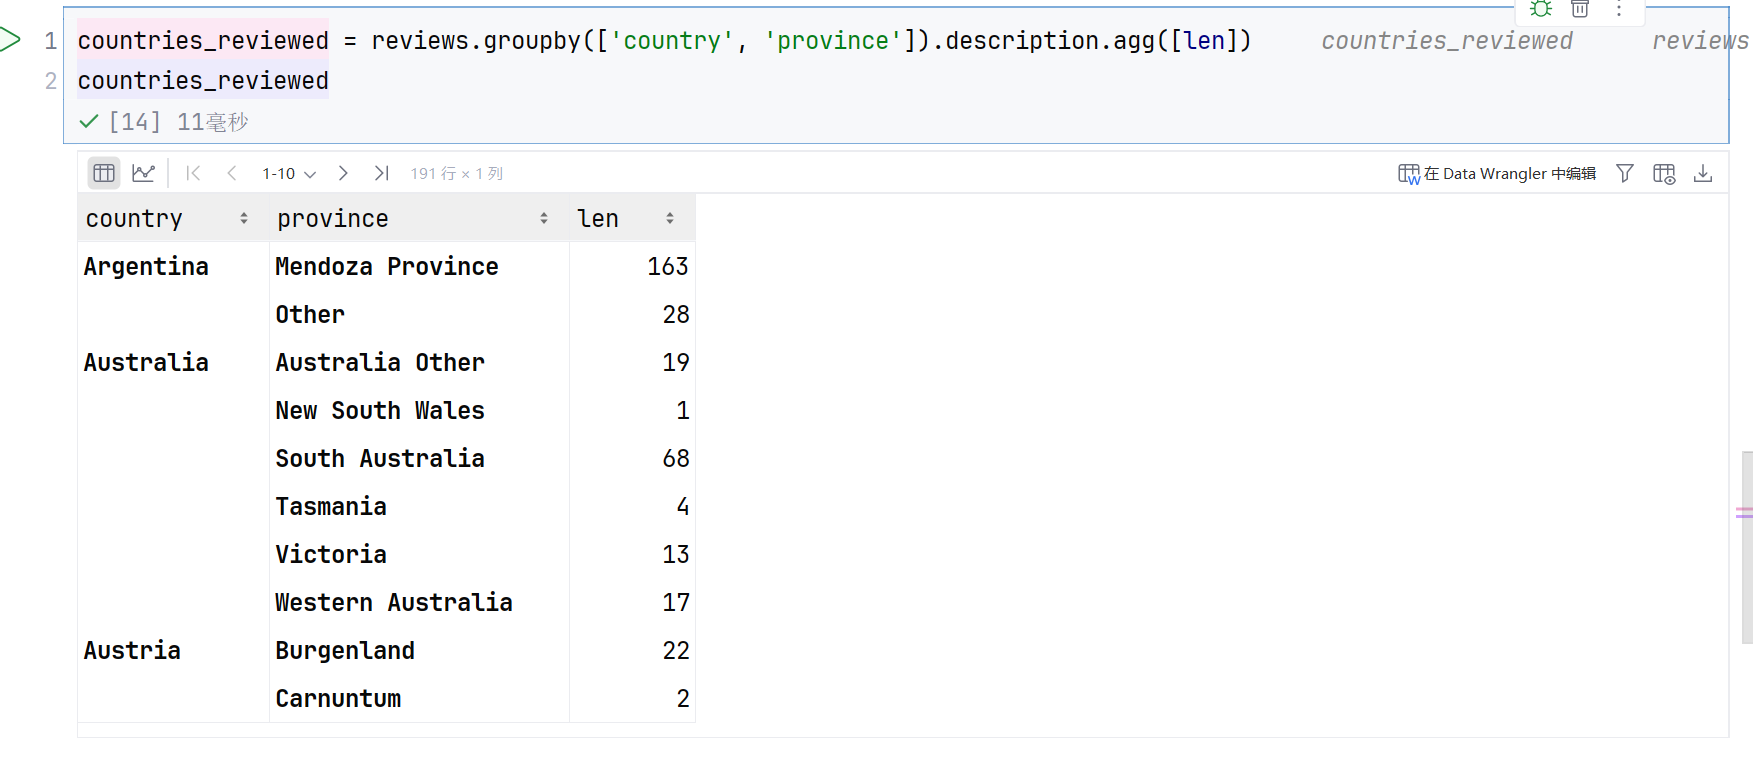 1 countries_reviewed = reviews.groupby(['country', 'province']).description.agg([len]) countries_reviewed reviews
2 countries_reviewed
[14] 11毫秒
1-10 191 行 × 1 列 在 Data Wrangler 中编辑
country province len
Argentina Mendoza Province 163
Other 28
Australia Australia Other 19
New South Wales 1
South Australia 68
Tasmania 4
Victoria 13
Western Australia 17
Austria Burgenland 22
Carnuntum 2